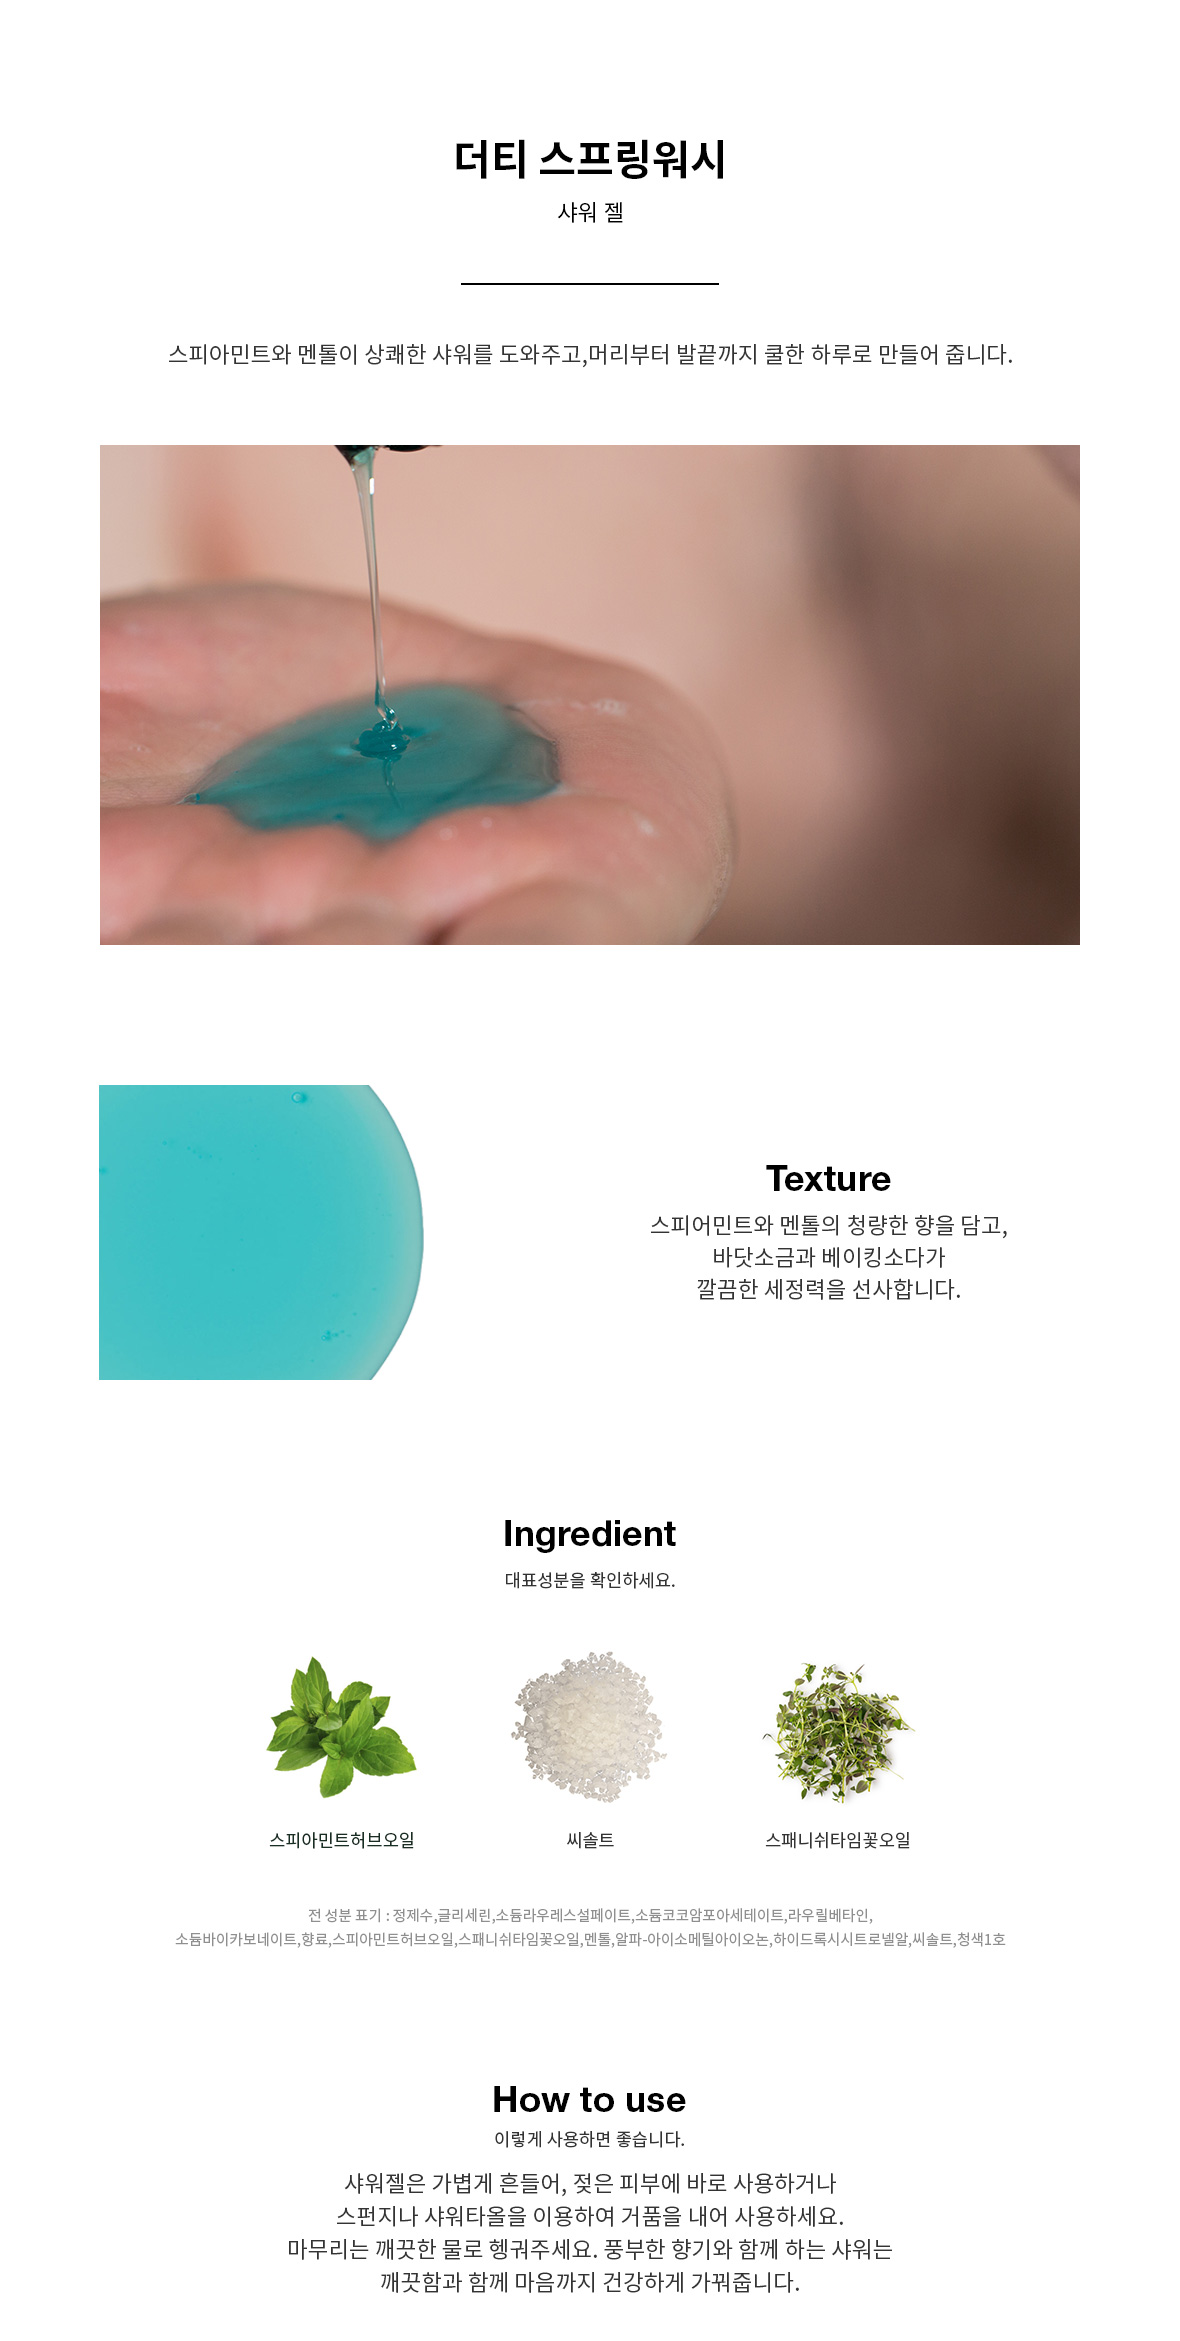 더티 스프링워시
샤워 젤
스피아민트와 멘톨이 상쾌한 샤워를 도와주고,머리부터 발끝까지 쿨한 하루로 만들어 줍니다.
Texture
스피어민트와 멘톨의 청량한 향을 담고,
바닷소금과 베이킹소다가
깔끔한 세정력을 선사합니다.
Ingredient
대표성분을 확인하세요.
스피아민트허브오일
씨솔트
스패니쉬타임꽃오일
전 성분 표기 : 정제수,글리세린,소듐라우레스설페이트,소듐코코암포아세테이트,라우릴베타인,
소듐바이카보네이트,향료,스피아민트허브오일,스패니쉬타임꽃오일,멘톨,알파-아이소메틸아이오논,하이드록시시트로넬알,씨솔트,청색1호
How to use
이렇게 사용하면 좋습니다.
샤워젤은 가볍게 흔들어, 젖은 피부에 바로 사용하거나
스펀지나 샤워타올을 이용하여 거품을 내어 사용하세요.
마무리는 깨끗한 물로 헹궈주세요. 풍부한 향기와 함께 하는 샤워는
깨끗함과 함께 마음까지 건강하게 가꿔줍니다.